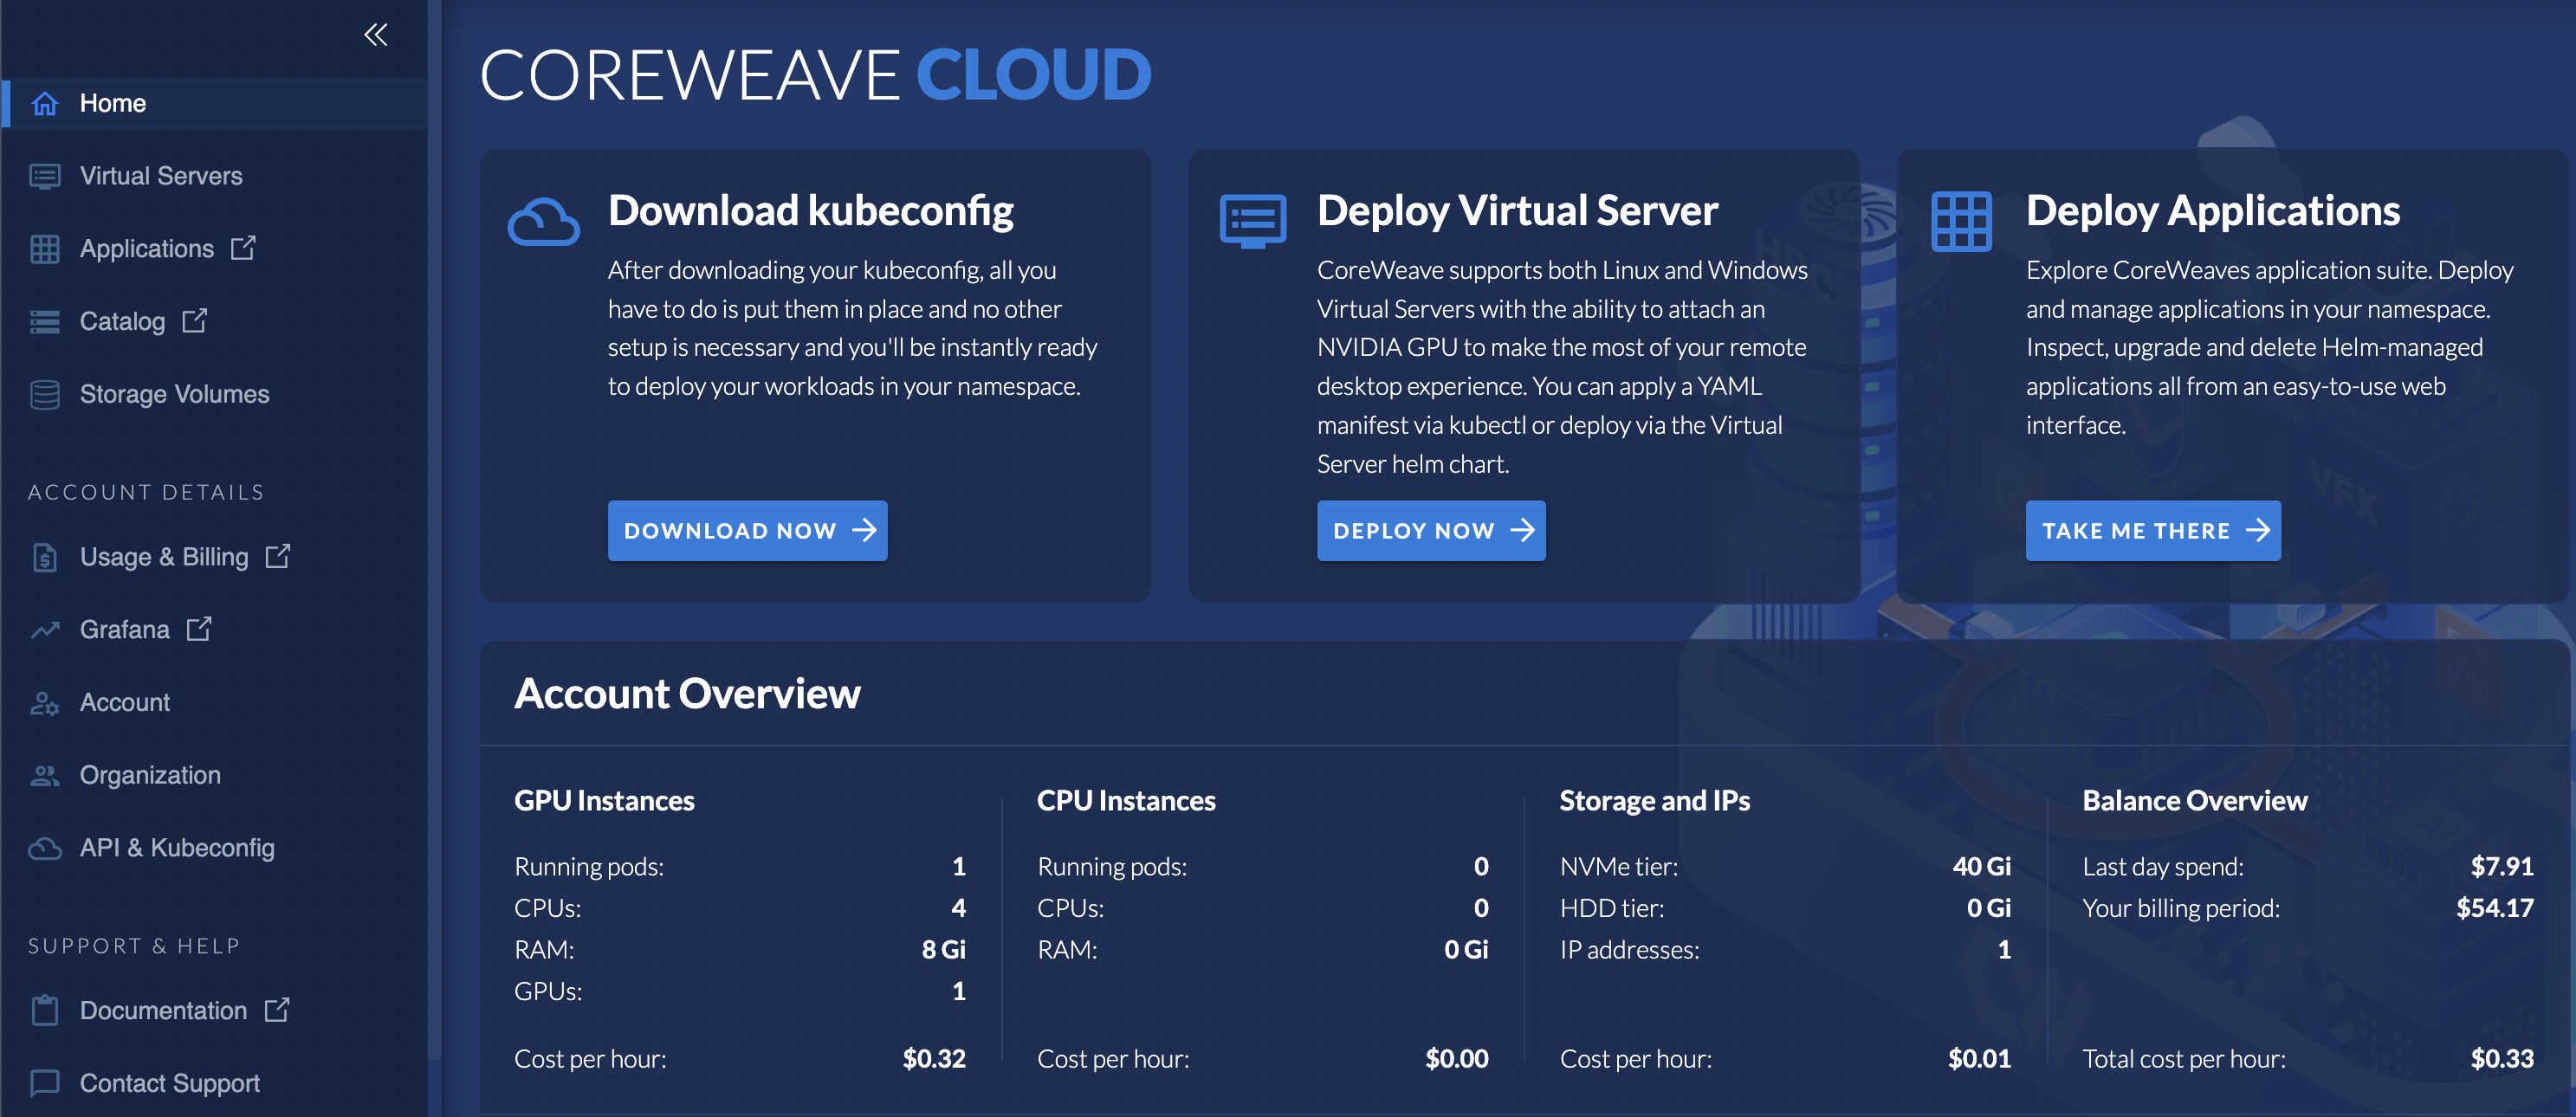 Home
Virtual Servers
Applications
Catalog
Storage Volumes
ACCOUNT DETAILS
Usage & Billing
Grafana
Account
Organization
API & Kubeconfig
SUPPORT & HELP
Documentation
Contact Support
COREWEAVE CLOUD
Download kubeconfig
After downloading your kubeconfig, all you
have to do is put them in place and no other
setup is necessary and you'll be instantly ready
to deploy your workloads in your namespace.
DOWNLOAD NOW
Deploy Virtual Server
CoreWeave supports both Linux and Windows
Virtual Servers with the ability to attach an
NVIDIA GPU to make the most of your remote
desktop experience. You can apply a YAML
manifest via kubectl or deploy via the Virtual
Server helm chart.
DEPLOY NOW
Deploy Applications
Explore CoreWeaves application suite. Deploy
and manage applications in your namespace.
Inspect, upgrade and delete Helm-managed
applications all from an easy-to-use web
interface.
TAKE ME THERE
VFX
Account Overview
GPU Instances
Running pods: 1
CPUs: 4
RAM: 8 Gi
GPUs: 1
Cost per hour: $0.32
CPU Instances
Running pods: 0
CPUs: 0
RAM: 0 Gi
Cost per hour: $0.00
Storage and IPs
NVMe tier: 40 Gi
HDD tier: 0 Gi
IP addresses: 1
Cost per hour: $0.01
Balance Overview
Last day spend: $7.91
Your billing period: $54.17
Total cost per hour: $0.33